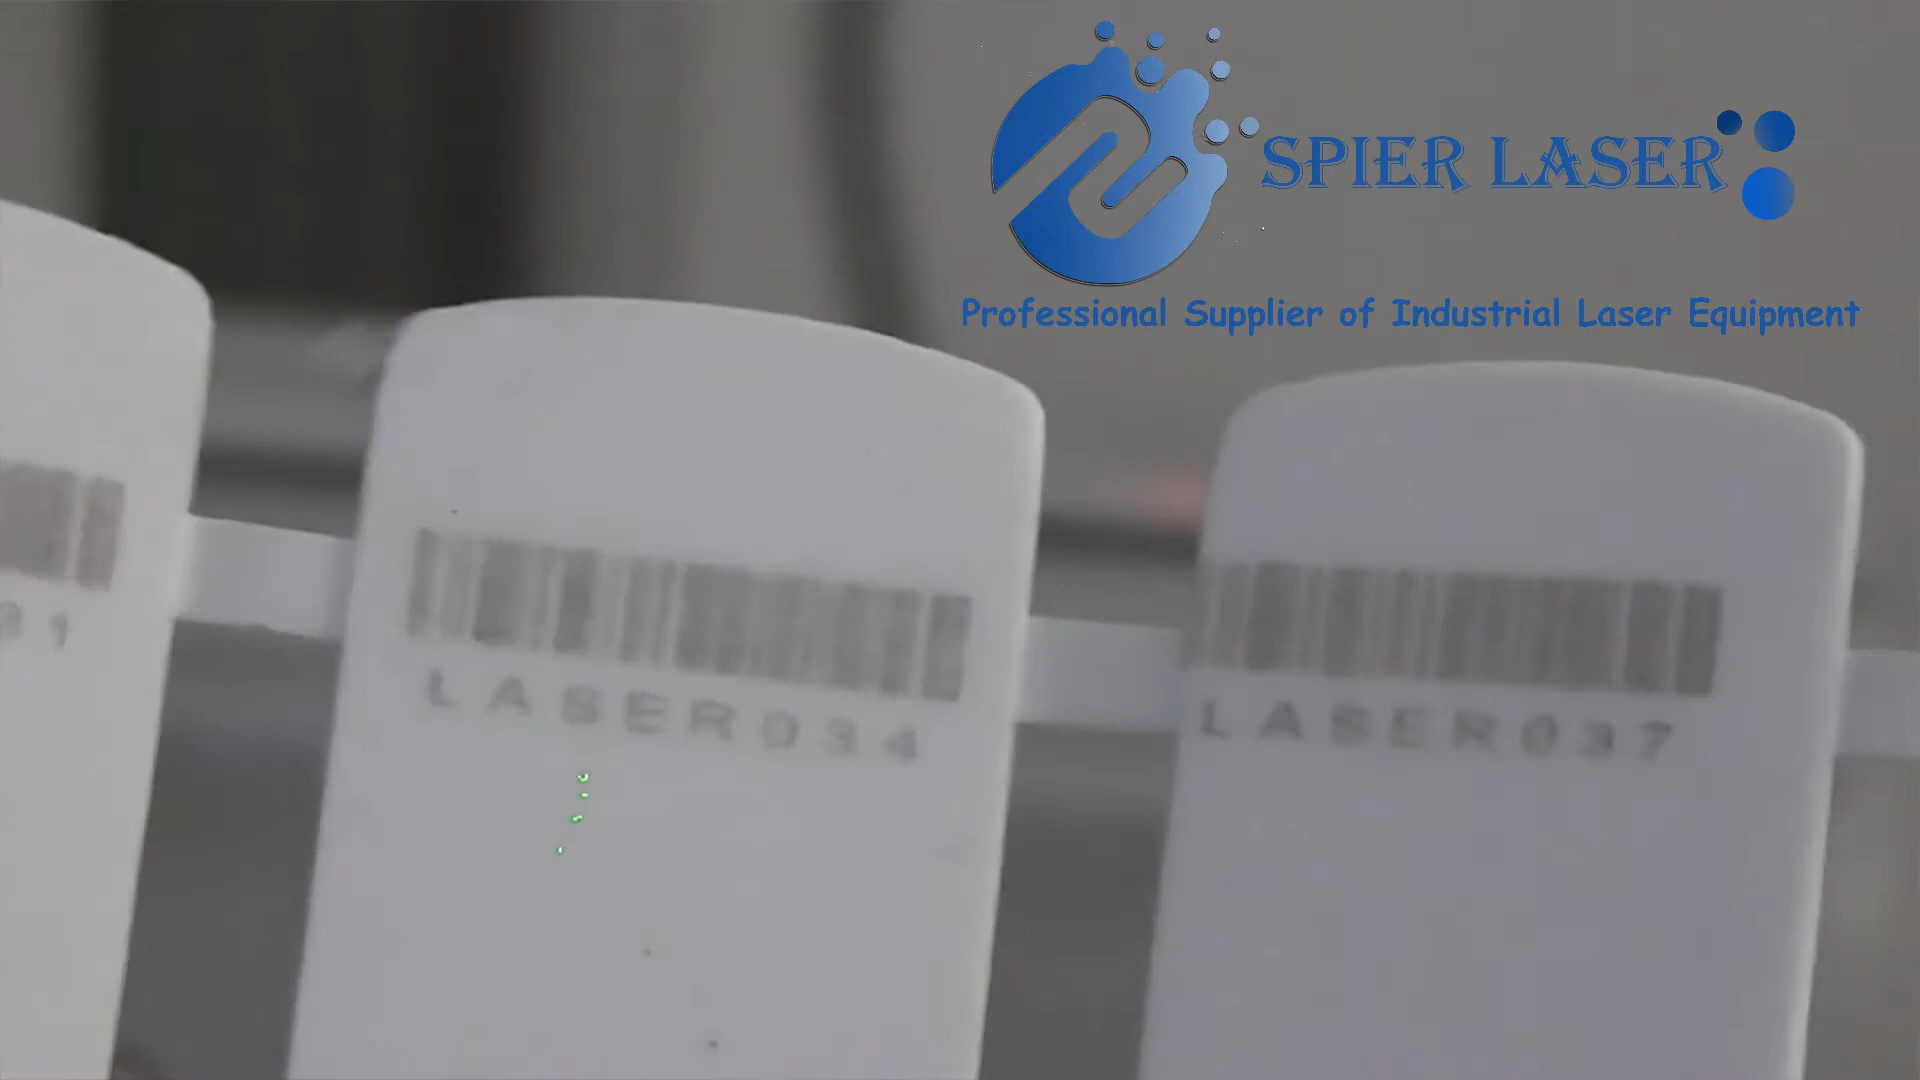 SPIER LASER
Professional Supplier of Industrial Laser Equipment
LASER034
LASER037